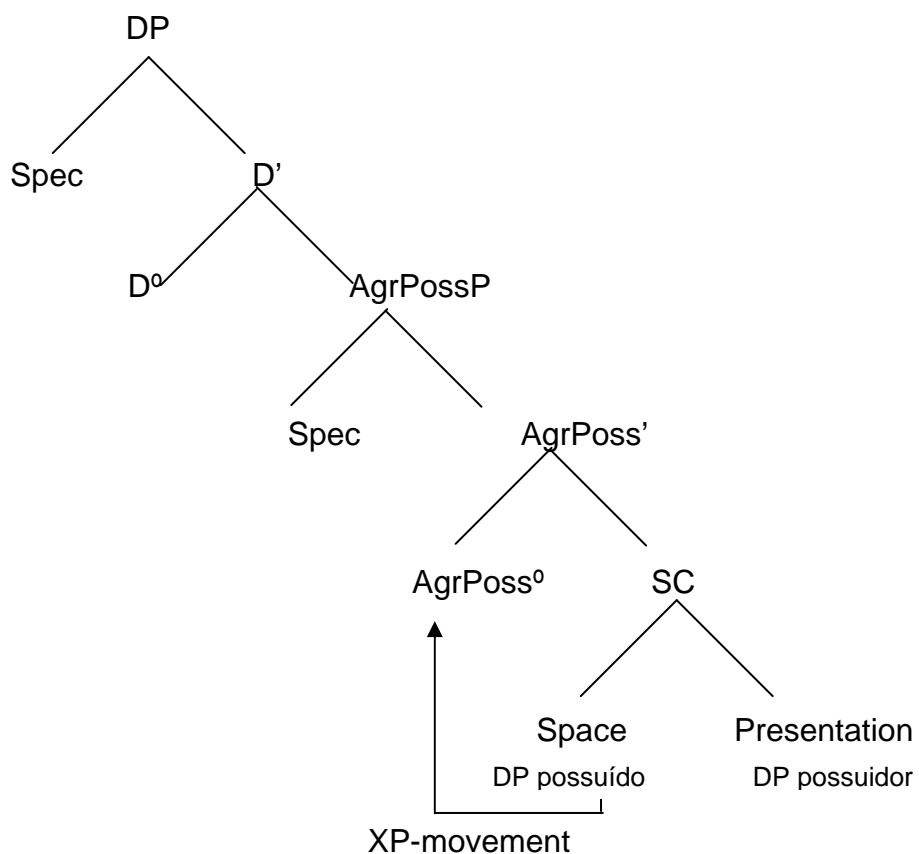 DP
Spec D’
Dº AgrPossP
Spec AgrPoss’
AgrPossº SC
Space Presentation
DP possuído DP possuidor
XP-movement